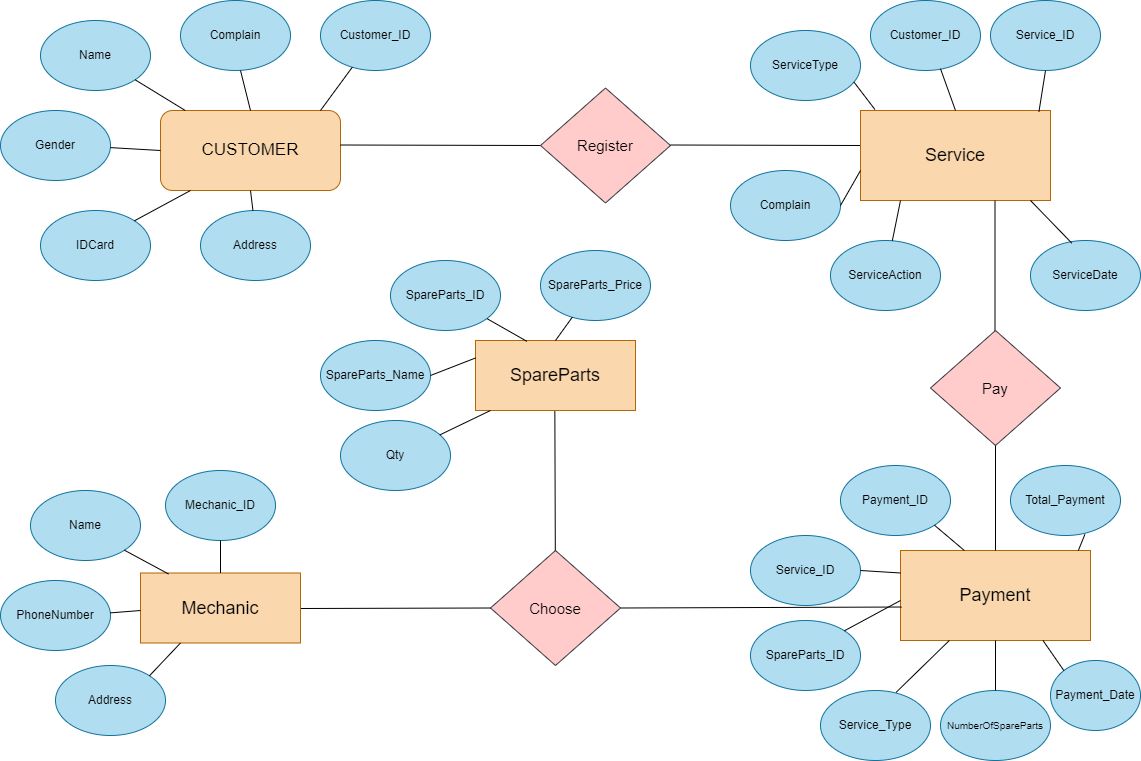 Complain
Customer_ID
Name
Gender
CUSTOMER
IDCard
Address
Register
Customer_ID
Service_ID
ServiceType
Service
Complain
ServiceAction
ServiceDate
SpareParts_ID
SpareParts_Price
SpareParts_Name
SpareParts
Qty
Pay
Mechanic_ID
Name
PhoneNumber
Mechanic
Address
Choose
Payment_ID
Total_Payment
Service_ID
Payment
SpareParts_ID
Service_Type
NumberOfSpareParts
Payment_Date